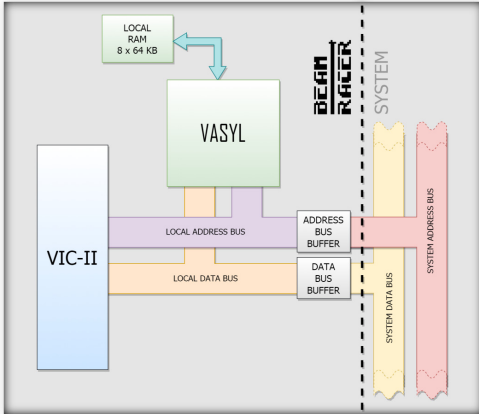 LOCAL
RAM
8 x 64 KB
BEAM
RACER
SYSTEM
VASYL
VIC-II
LOCAL ADDRESS BUS
ADDRESS
BUS
BUFFER
LOCAL DATA BUS
DATA
BUS
BUFFER
SYSTEM DATA BUS
SYSTEM ADDRESS BUS